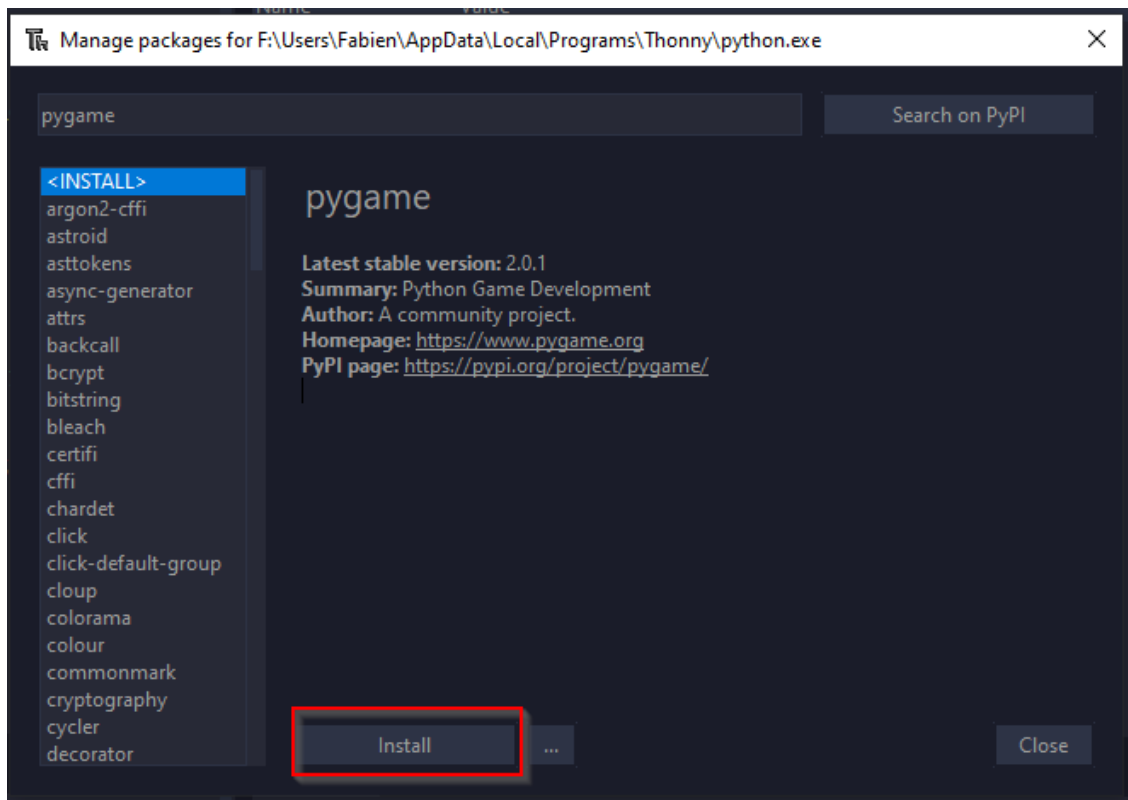 Name Value
Manage packages for F:\Users\Fabien\AppData\Local\Programs\Thonny\python.exe
pygame
Search on PyPI
<INSTALL>
argon2-cffi
astroid
asttokens
async-generator
attrs
backcall
bcrypt
bitstring
bleach
certifi
cffi
chardet
click
click-default-group
cloup
colorama
colour
commonmark
cryptography
cycler
decorator
pygame
Latest stable version: 2.0.1
Summary: Python Game Development
Author: A community project.
Homepage: https://www.pygame.org
PyPI page: https://pypi.org/project/pygame/
Install
...
Close